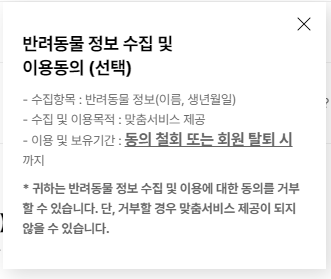 반려동물 정보 수집 및
이용동의 (선택)
- 수집항목 : 반려동물 정보(이름, 생년월일)
- 수집 및 이용목적 : 맞춤서비스 제공
- 이용 및 보유기간 : 동의 철회 또는 회원 탈퇴 시
까지
* 귀하는 반려동물 정보 수집 및 이용에 대한 동의를 거부
할 수 있습니다. 단, 거부할 경우 맞춤서비스 제공이 되지
않을 수 있습니다.